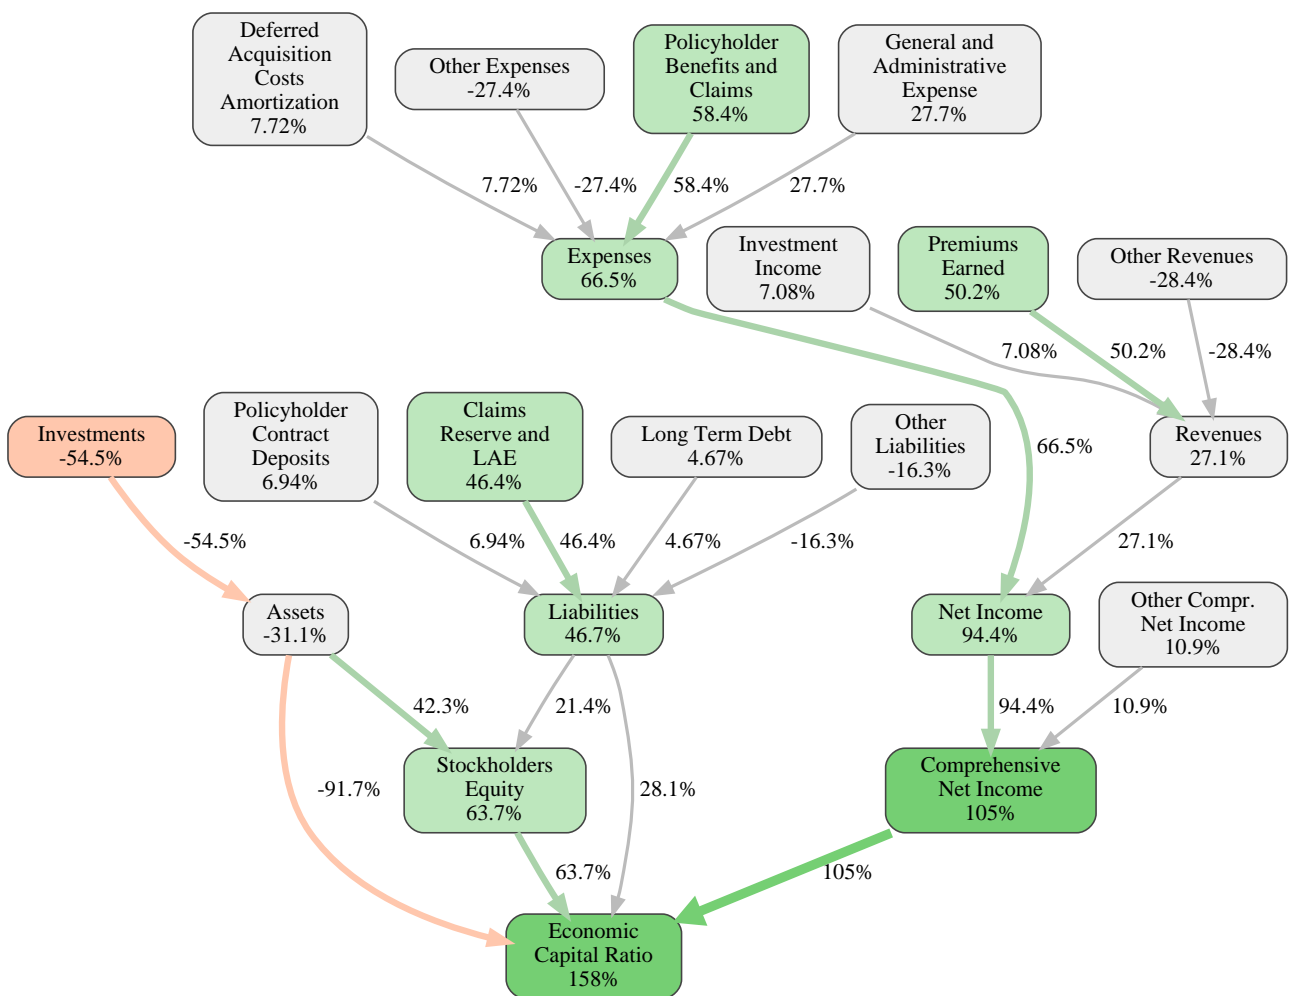 Deferred
Acquisition
Costs
Amortization
7.72%
Other Expenses
-27.4%
Policyholder
Benefits and
Claims
58.4%
General and
Administrative
Expense
27.7%
7.72%
-27.4%
58.4%
27.7%
Expenses
66.5%
Investment
Income
7.08%
Premiums
Earned
50.2%
Other Revenues
-28.4%
7.08%
50.2%
-28.4%
Investments
-54.5%
Policyholder
Contract
Deposits
6.94%
Claims
Reserve and
LAE
46.4%
Long Term Debt
4.67%
Other
Liabilities
-16.3%
66.5%
Revenues
27.1%
-54.5%
6.94%
46.4%
4.67%
-16.3%
27.1%
Assets
-31.1%
Liabilities
46.7%
Net Income
94.4%
Other Compr.
Net Income
10.9%
42.3%
21.4%
94.4%
10.9%
-91.7%
Stockholders
Equity
63.7%
28.1%
Comprehensive
Net Income
105%
63.7%
105%
Economic
Capital Ratio
158%